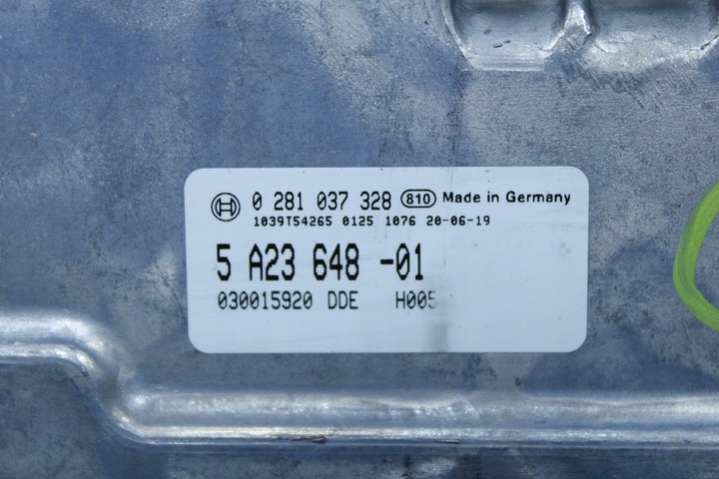 0 281 037 328 810 Made in Germany
1039T54265 0125 1076 20-06-19
5 A23 648 -01
030015920 DDE H005